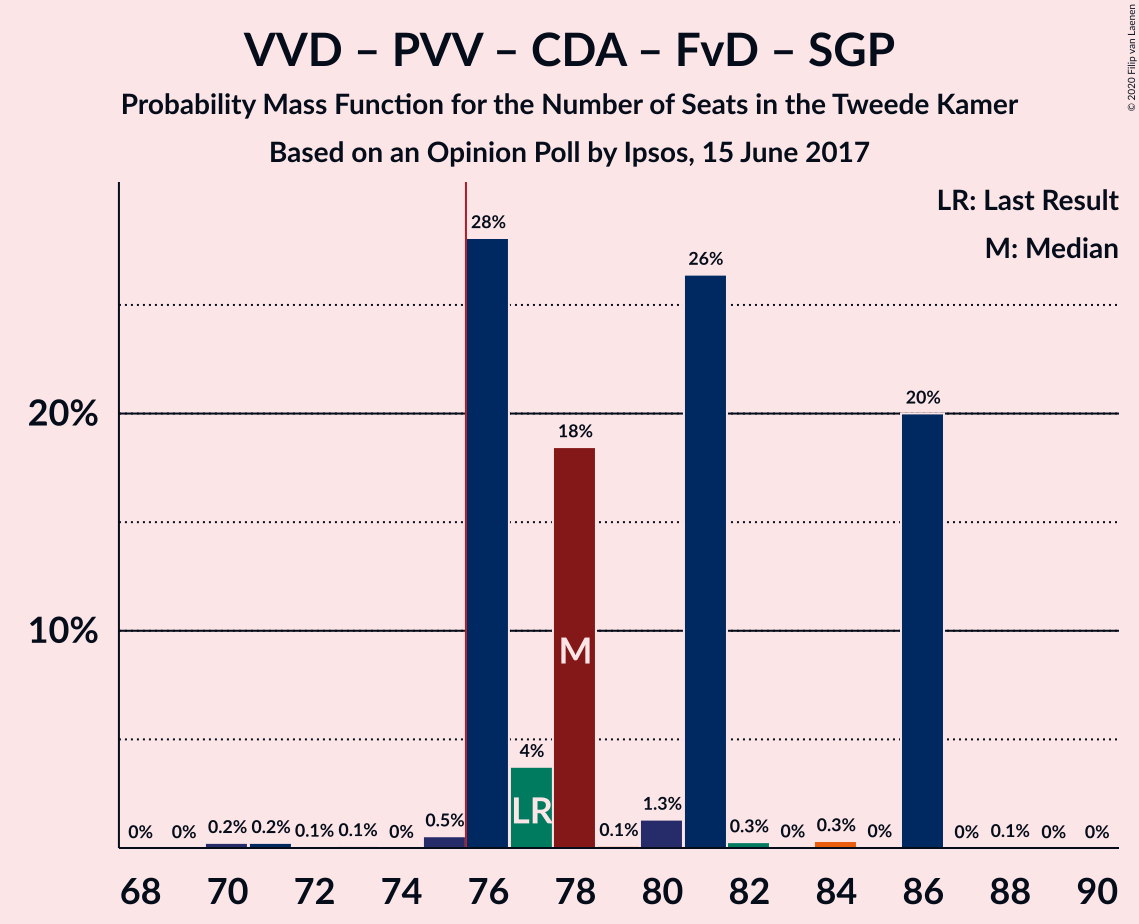 VVD – PVV – CDA – FvD – SGP
Probability Mass Function for the Number of Seats in the Tweede Kamer
Based on an Opinion Poll by Ipsos, 15 June 2017
© 2020 Filip van Laenen
LR: Last Result
M: Median
28%
26%
20%
20%
18%
10%
M
4%
LR
0% 0% 0.2% 0.2% 0.1% 0.1% 0% 0.5% 0.1% 1.3% 0.3% 0% 0.3% 0% 0% 0.1% 0% 0%
68 70 72 74 76 78 80 82 84 86 88 90